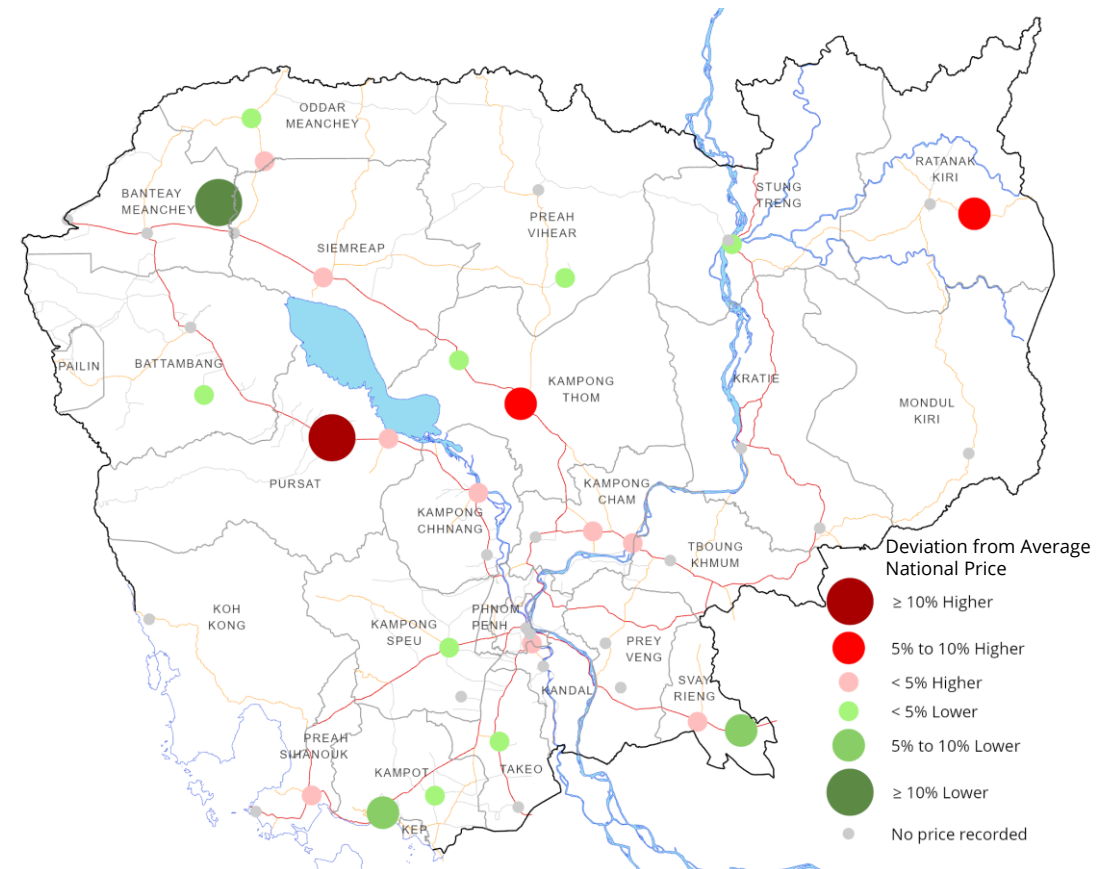 ODDAR
MEANCHEY
RATANAK
KIRI
STUNG
TRENG
BANTEAY
MEANCHEY
PREAH
VIHEAR
SIEMREAP
PAILIN
BATTAMBANG
KAMPONG
THOM
KRATIE
MONDUL
KIRI
PURSAT
KAMPONG
CHAM
KAMPONG
CHHNANG
TBOUNG
KHMUM
KOH
KONG
KAMPONG
SPEU
PHNOM
PENH
PREY
VENG
SVAY
RIENG
KANDAL
PREAH
SIHANOUK
KAMPOT
TAKEO
KEP
Deviation from Average
National Price
≥ 10% Higher
5% to 10% Higher
< 5% Higher
< 5% Lower
5% to 10% Lower
≥ 10% Lower
No price recorded